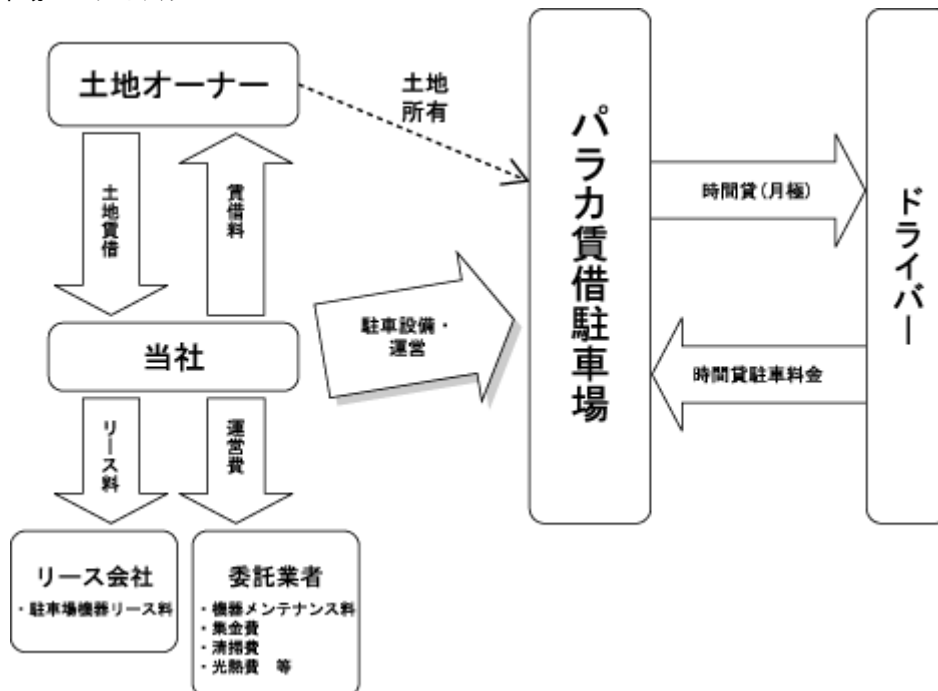 土地オーナー
土地
所有
土地賃借
賃借料
パラカ賃借駐車場
時間貸(月極)
ドライバー
駐車設備・
運営
時間貸駐車料金
当社
リース料
運営費
リース会社
・駐車場機器リース料
委託業者
・機器メンテナンス料
・集金費
・清掃費
・光熱費 等